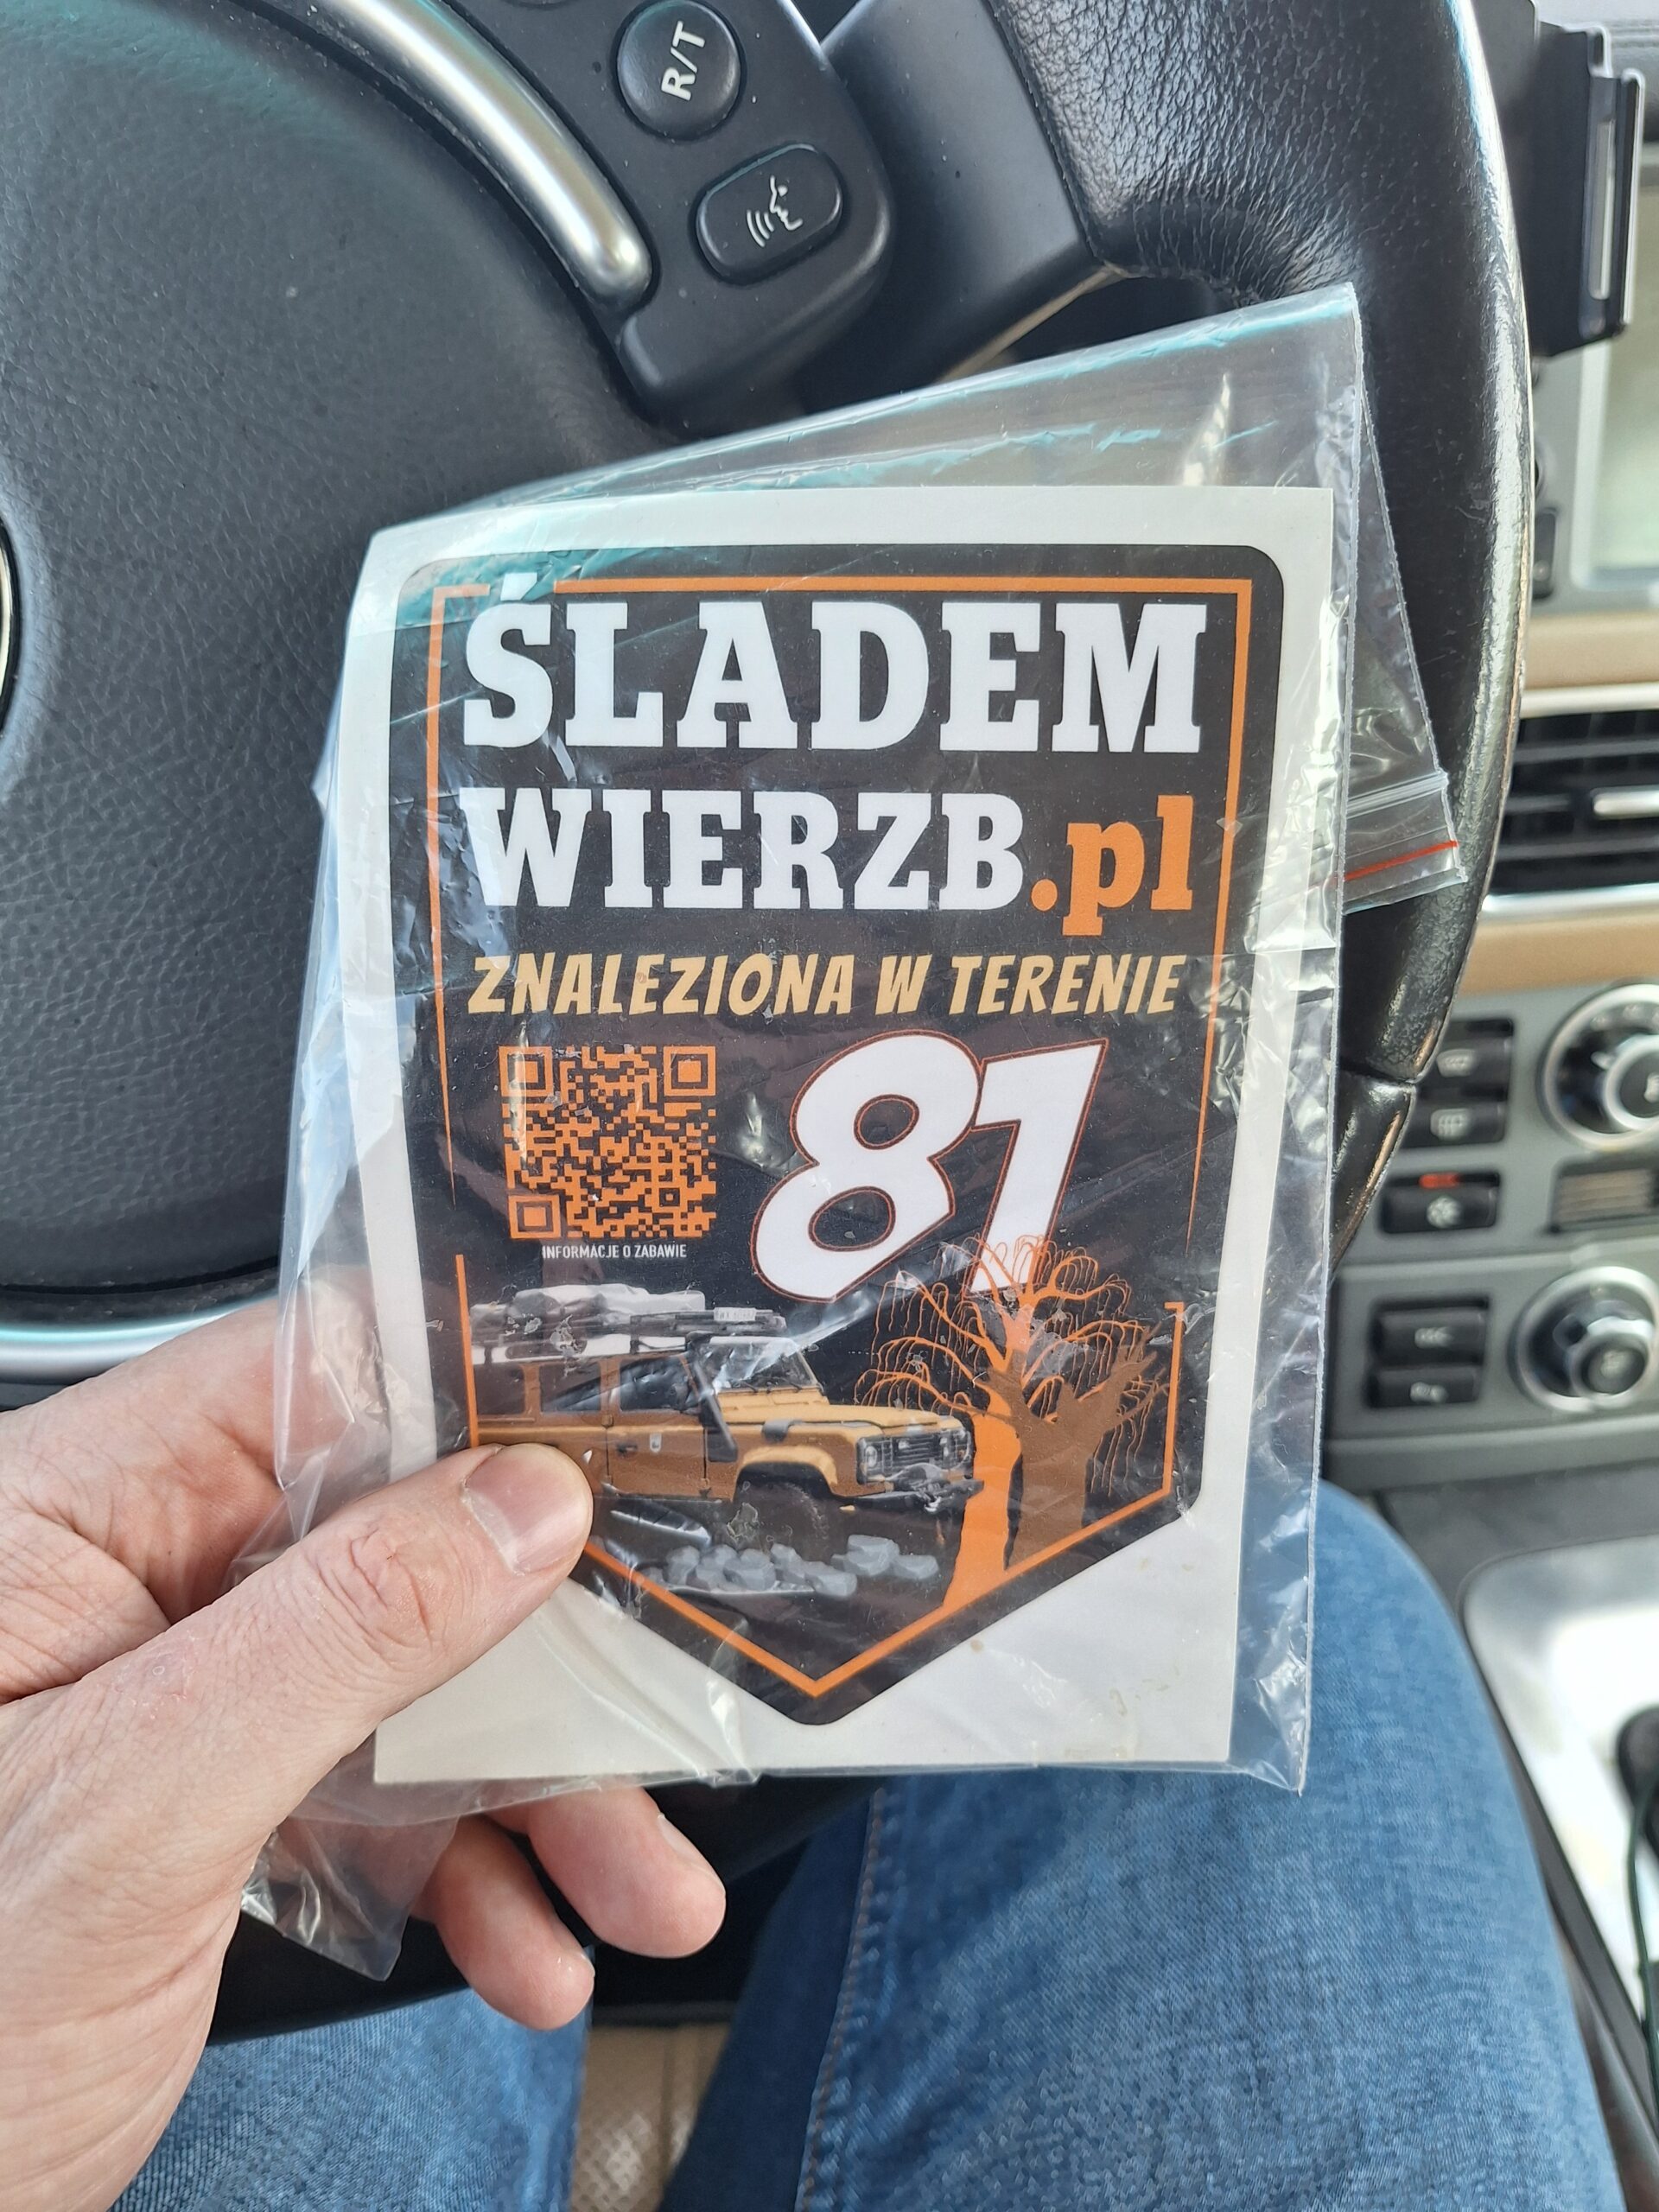 R/T
ŚLADEM
WIERZB.pl
ZNALEZIONA W TERENIE
81
INFORMACJE O ZABAWIE